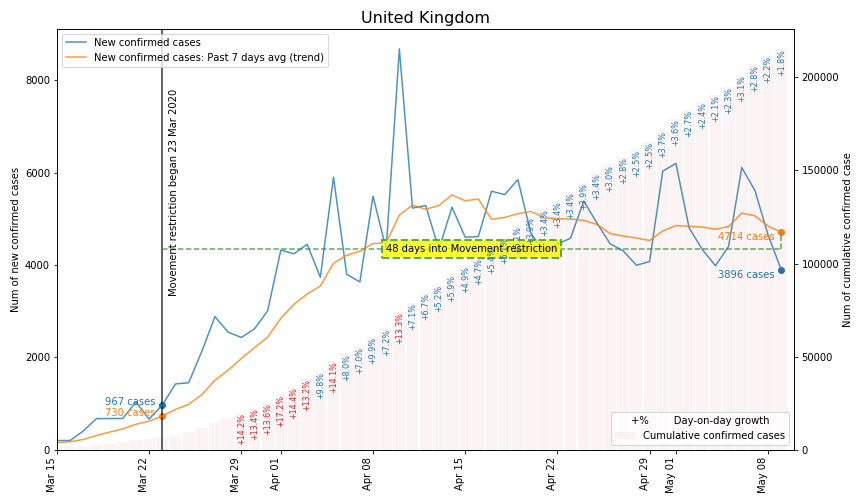 United Kingdom
New confirmed cases
New confirmed cases: Past 7 days avg (trend)
Num of new confirmed cases
8000
6000
4000
2000
0
Movement restriction began 23 Mar 2020
967 cases
730 cases
48 days into Movement restriction
4714 cases
3896 cases
+14.2%
+13.4%
+13.6%
+17.2%
+14.4%
+13.2%
+9.8%
+14.1%
+8.0%
+7.0%
+9.9%
+7.2%
+13.3%
+7.1%
+6.7%
+5.2%
+5.9%
+4.9%
+4.7%
+3.4%
+3.4%
+3.4%
+3.0%
+2.8%
+2.5%
+2.5%
+3.7%
+3.6%
+2.7%
+2.4%
+2.1%
+2.3%
+3.1%
+2.8%
+2.2%
+1.8%
200000
150000
100000
50000
0
Num of cumulative confirmed case
+% Day-on-day growth
Cumulative confirmed cases
Mar 15
Mar 22
Mar 29
Apr 01
Apr 08
Apr 15
Apr 22
Apr 29
May 01
May 08